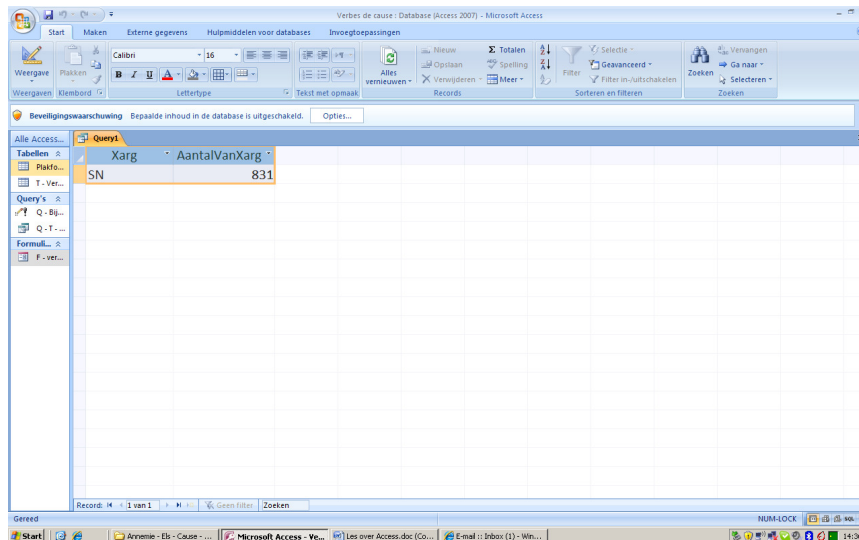 Verbes de cause : Database (Access 2007) - Microsoft Access
Start Maken Externe gegevens Hulpmiddelen voor databases Invoegtoepassingen
Weergave
Weergaven
Plakken
Klembord
Calibri 16
B I U A
Lettertype
Tekst met opmaak
Alles vernieuwen
Nieuw Σ Totalen
Opslaan Spelling
Verwijderen Meer
Records
Filter
Selectie
Geavanceerd
Filter in-/uitschakelen
Sorteren en filteren
Zoeken
Vervangen
Ga naar
Selecteren
Zoeken
Beveiligingswaarschuwing Bepaalde inhoud in de database is uitgeschakeld. Opties...
Alle Access...
Tabellen
Plakfo...
T - Ver...
Query's
Q - Bij...
Q - T - ...
Formuli...
F - ver...
Query1
Xarg AantalVanXarg
SN 831
Record: 1 van 1 Geen filter Zoeken
Gereed NUM-LOCK SQL
Start Annemie - Els - Cause - ... Microsoft Access - Ve... Les over Access.doc (Co... E-mail :: Inbox (1) - Win...